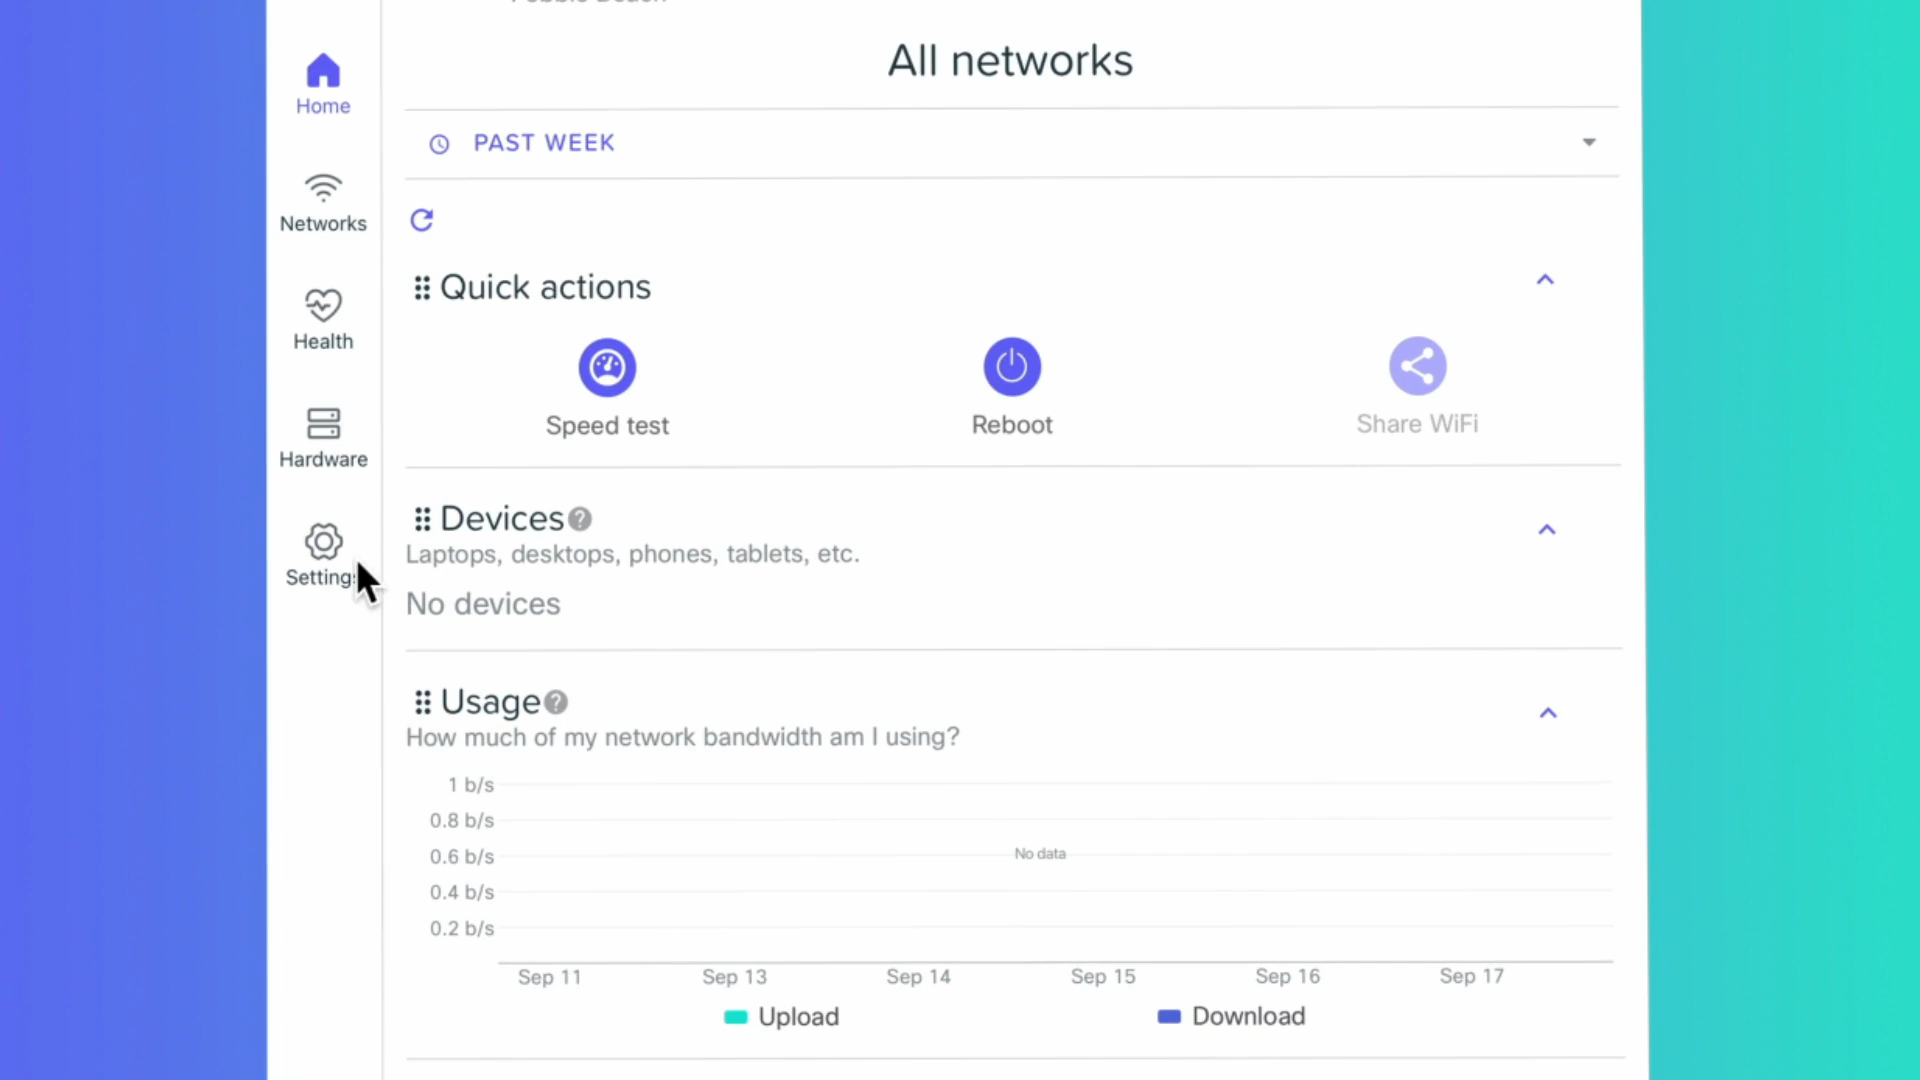 All networks
Home
PAST WEEK
Networks
Quick actions
Health
Speed test
Reboot
Share WiFi
Hardware
Devices
Laptops, desktops, phones, tablets, etc.
Settings
No devices
Usage
How much of my network bandwidth am I using?
1 b/s
0.8 b/s
0.6 b/s
No data
0.4 b/s
0.2 b/s
Sep 11
Sep 13
Sep 14
Sep 15
Sep 16
Sep 17
Upload
Download